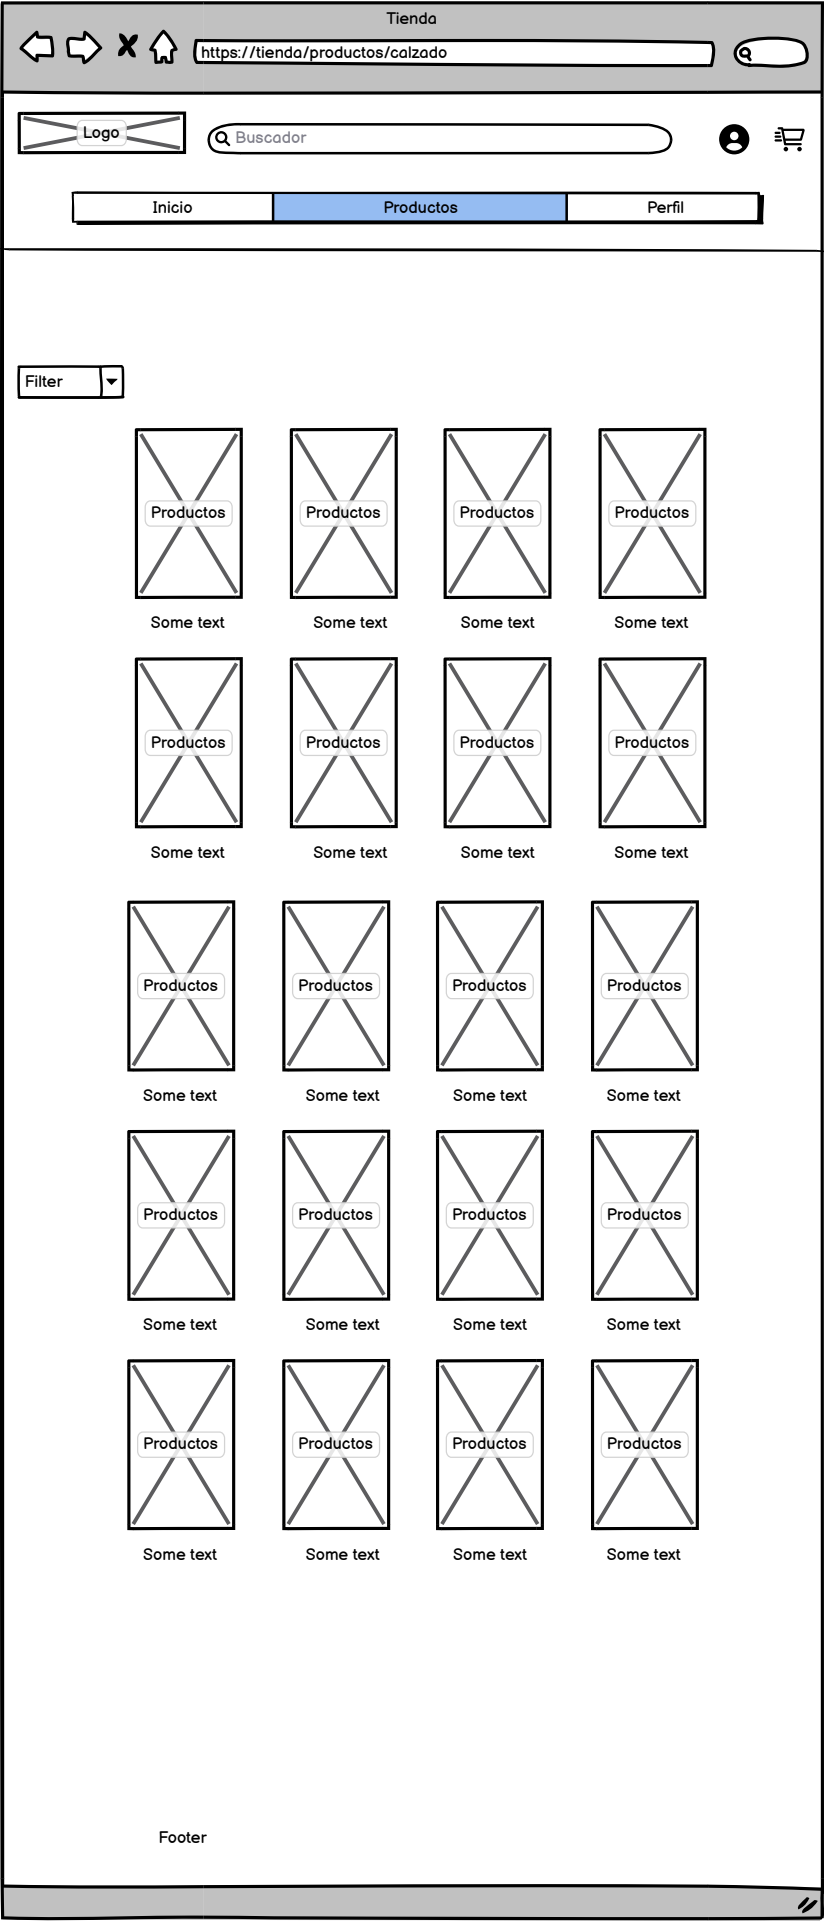 Tienda
https://tienda/productos/calzado
Logo
Buscador
Inicio Productos Perfil
Filter
Productos Productos Productos Productos
Some text Some text Some text Some text
Productos Productos Productos Productos
Some text Some text Some text Some text
Productos Productos Productos Productos
Some text Some text Some text Some text
Productos Productos Productos Productos
Some text Some text Some text Some text
Productos Productos Productos Productos
Some text Some text Some text Some text
Footer